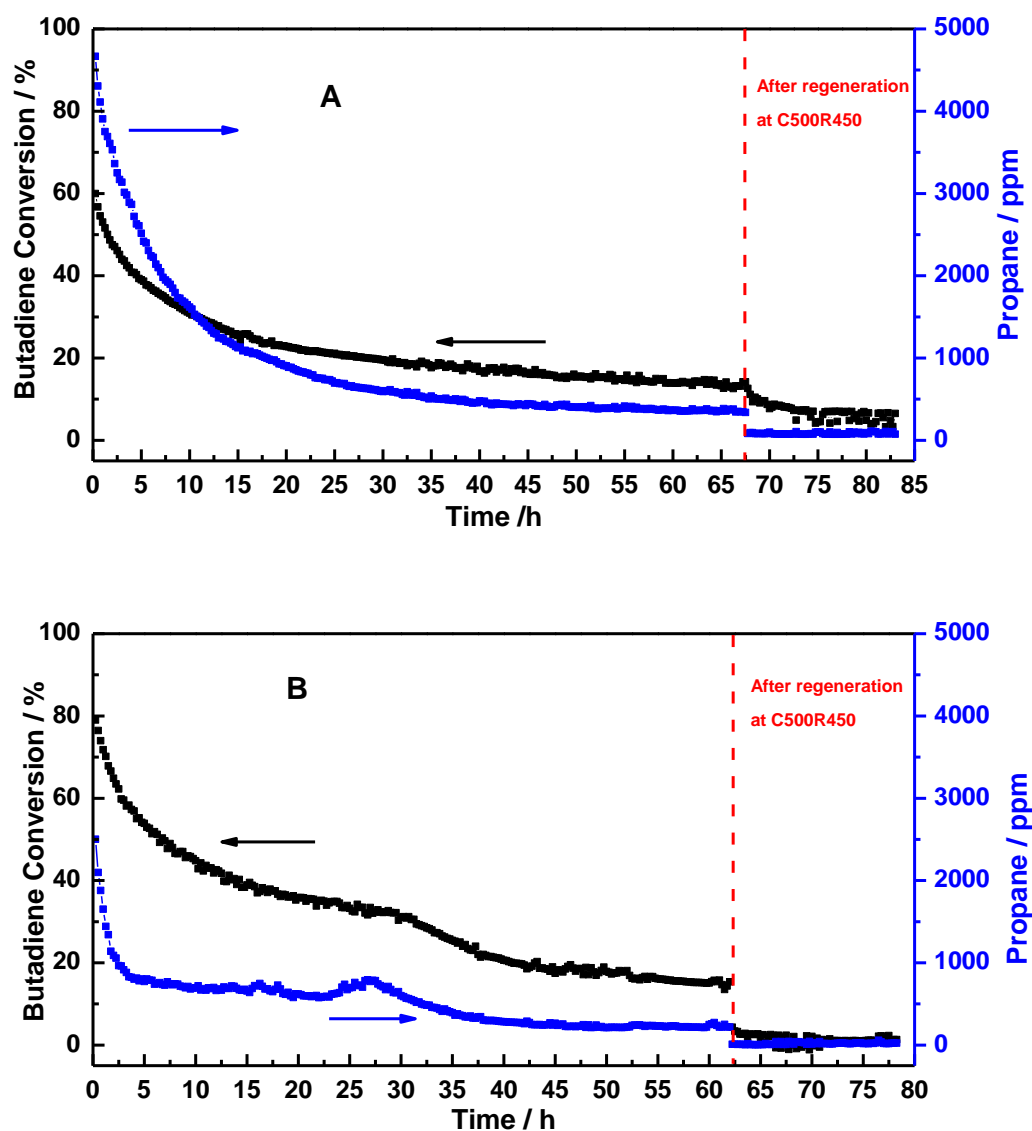 A
After regeneration
at C500R450
Butadiene Conversion / %
100
80
60
40
20
0
5000
4000
3000
2000
1000
0
Propane / ppm
0 5 10 15 20 25 30 35 40 45 50 55 60 65 70 75 80 85
Time /h
B
After regeneration
at C500R450
Butadiene Conversion / %
100
80
60
40
20
0
5000
4000
3000
2000
1000
0
Propane / ppm
0 5 10 15 20 25 30 35 40 45 50 55 60 65 70 75 80
Time / h